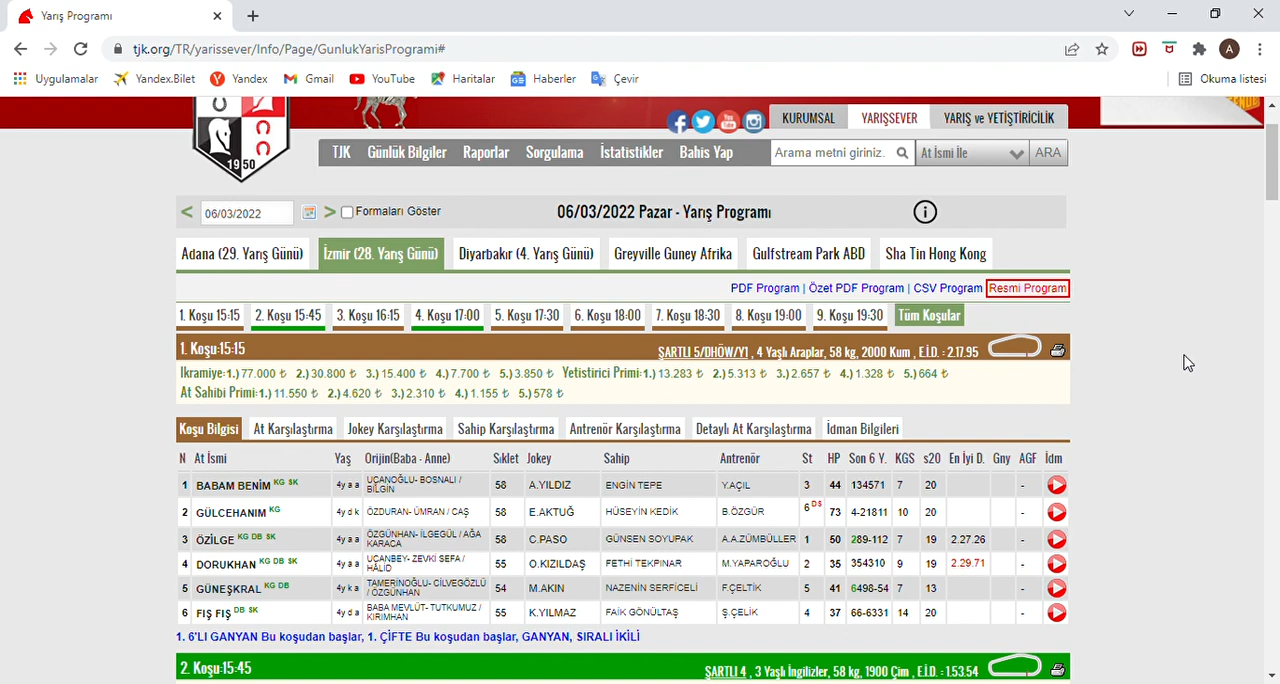 Yarış Programı
tjk.org/TR/yarissever/Info/Page/GunlukYarisProgrami#
A
Uygulamalar Yandex.Bilet Yandex Gmail YouTube Haritalar Haberler Çevir Okuma listesi
C
C C
1950
KURUMSAL YARIŞSEVER YARIŞ ve YETİŞTİRİCİLİK
TJK Günlük Bilgiler Raporlar Sorgulama İstatistikler Bahis Yap Arama metni giriniz. At İsmi İle ARA
< 06/03/2022 > Formaları Göster 06/03/2022 Pazar - Yarış Programı
Adana (29. Yarış Günü) İzmir (28. Yarış Günü) Diyarbakır (4. Yarış Günü) Greyville Guney Afrika Gulfstream Park ABD Sha Tin Hong Kong
PDF Program | Özet PDF Program | CSV Program Resmi Program
1. Koşu 15:15 2. Koşu 15:45 3. Koşu 16:15 4. Koşu 17:00 5. Koşu 17:30 6. Koşu 18:00 7. Koşu 18:30 8. Koşu 19:00 9. Koşu 19:30 Tüm Koşular
1. Koşu:15:15 ŞARTLI 5/DHÖW/Y1 , 4 Yaşlı Araplar, 58 kg, 2000 Kum , E.İ.D. : 2.17.95
Ikramiye:1.) 77.000 ₺ 2.) 30.800 ₺ 3.) 15.400 ₺ 4.) 7.700 ₺ 5.) 3.850 ₺ Yetistirici Primi:1.) 13.283 ₺ 2.) 5.313 ₺ 3.) 2.657 ₺ 4.) 1.328 ₺ 5.) 664 ₺
At Sahibi Primi:1.) 11.550 ₺ 2.) 4.620 ₺ 3.) 2.310 ₺ 4.) 1.155 ₺ 5.) 578 ₺
Koşu Bilgisi At Karşılaştırma Jokey Karşılaştırma Sahip Karşılaştırma Antrenör Karşılaştırma Detaylı At Karşılaştırma İdman Bilgileri
N At İsmi Yaş Orijin(Baba - Anne) Sıklet Jokey Sahip Antrenör St HP Son 6 Y. KGS s20 En İyi D. Gny AGF İdm
1 BABAM BENİM KG SK 4y a a UÇANOĞLU- BOSNALI / BİLGİN 58 A.YILDIZ ENGİN TEPE Y.AÇIL 3 44 134571 7 20 -
2 GÜLCEHANIM KG 4y d k ÖZDURAN- ÜMRAN / CAŞ 58 E.AKTUĞ HÜSEYİN KEDİK B.ÖZGÜR 6 DS 73 4-21811 10 20 -
3 ÖZİLGE KG DB SK 4y a a ÖZGÜNHAN- İLGEGÜL / AĞA KARACA 58 C.PASO GÜNSEN SOYUPAK A.A.ZÜMBÜLLER 1 50 289-112 7 19 2.27.26 -
4 DORUKHAN KG DB SK 4y a a UÇANBEY- ZEVKİ SEFA / HALİD 55 O.KIZILDAŞ FETHİ TEKPINAR M.YAPAROĞLU 2 35 354310 9 19 2.29.71 -
5 GÜNEŞKRAL KG DB 4y k a TAMERİNOĞLU- CİLVEGÖZLÜ / ÖZGÜNHAN 54 M.AKIN NAZENİN SERFİCELİ F.ÇELTİK 5 41 6498-54 7 13 -
6 FIŞ FIŞ DB SK 4y d a BABA MEVLÜT- TUTKUMUZ / KIRIMHAN 55 K.YILMAZ FAİK GÖNÜLTAŞ Ş.ÇELİK 4 37 66-6331 14 20 -
1. 6'LI GANYAN Bu koşudan başlar, 1. ÇİFTE Bu koşudan başlar, GANYAN, SIRALI İKİLİ
2. Koşu:15:45 ŞARTLI 4 , 3 Yaşlı İngilizler, 58 kg, 1900 Çim , E.İ.D. : 1.53.54